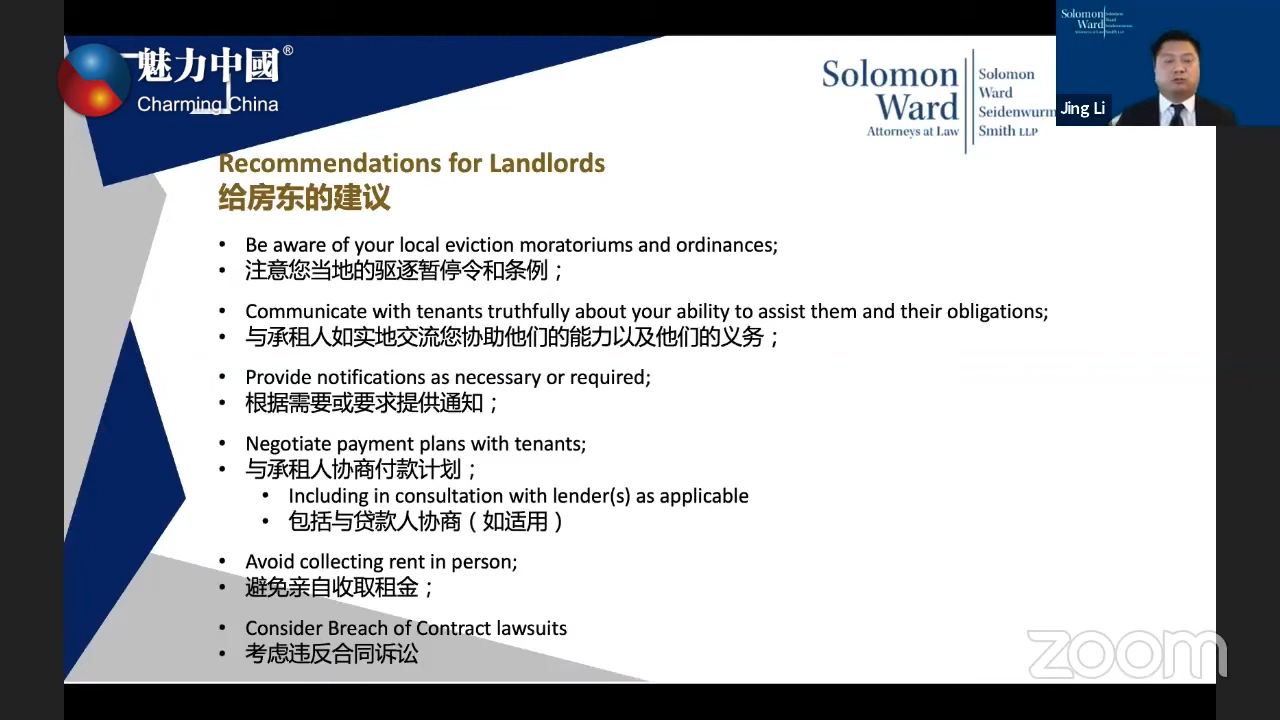 魅力中國®
Charming China
Solomon
Ward
Attorneys at Law
Solomon
Ward
Seidenwurm
Smith LLP
Solomon
Ward
Jing Li
Recommendations for Landlords
给房东的建议
• Be aware of your local eviction moratoriums and ordinances;
• 注意您当地的驱逐暂停令和条例；
• Communicate with tenants truthfully about your ability to assist them and their obligations;
• 与承租人如实地交流您协助他们的能力以及他们的义务；
• Provide notifications as necessary or required;
• 根据需要或要求提供通知；
• Negotiate payment plans with tenants;
• 与承租人协商付款计划；
• Including in consultation with lender(s) as applicable
• 包括与贷款人协商（如适用）
• Avoid collecting rent in person;
• 避免亲自收取租金；
• Consider Breach of Contract lawsuits
• 考虑违反合同诉讼
zoom